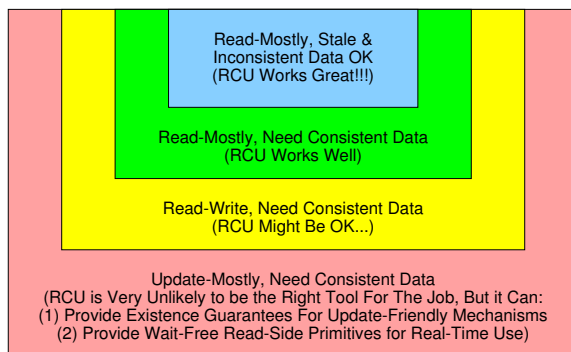 Read-Mostly, Stale &
Inconsistent Data OK
(RCU Works Great!!!)
Read-Mostly, Need Consistent Data
(RCU Works Well)
Read-Write, Need Consistent Data
(RCU Might Be OK...)
Update-Mostly, Need Consistent Data
(RCU is Very Unlikely to be the Right Tool For The Job, But it Can:
(1) Provide Existence Guarantees For Update-Friendly Mechanisms
(2) Provide Wait-Free Read-Side Primitives for Real-Time Use)